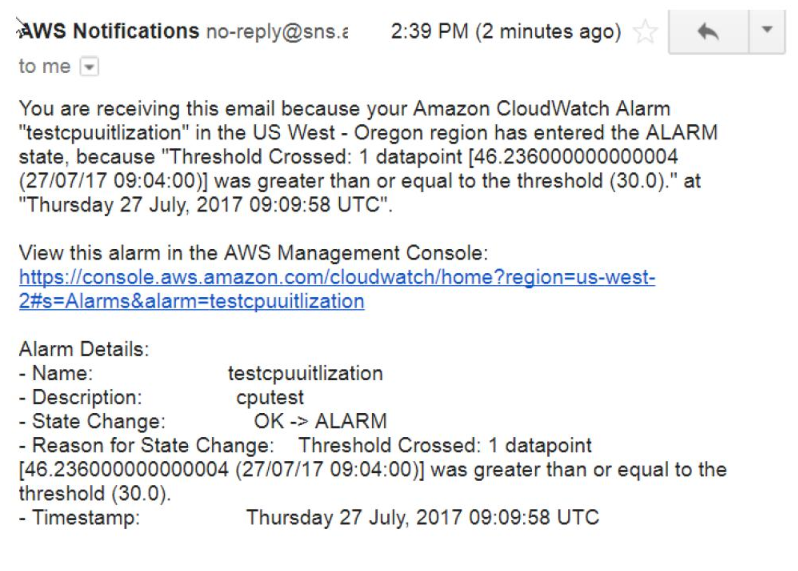 AWS Notifications no-reply@sns.a 2:39 PM (2 minutes ago)
to me
You are receiving this email because your Amazon CloudWatch Alarm
"testcpuuitlization" in the US West - Oregon region has entered the ALARM
state, because "Threshold Crossed: 1 datapoint [46.236000000000004
(27/07/17 09:04:00)] was greater than or equal to the threshold (30.0)." at
"Thursday 27 July, 2017 09:09:58 UTC".
View this alarm in the AWS Management Console:
https://console.aws.amazon.com/cloudwatch/home?region=us-west-
2#s=Alarms&alarm=testcpuuitlization
Alarm Details:
- Name: testcpuuitlization
- Description: cputest
- State Change: OK -> ALARM
- Reason for State Change: Threshold Crossed: 1 datapoint
[46.236000000000004 (27/07/17 09:04:00)] was greater than or equal to the
threshold (30.0).
- Timestamp: Thursday 27 July, 2017 09:09:58 UTC